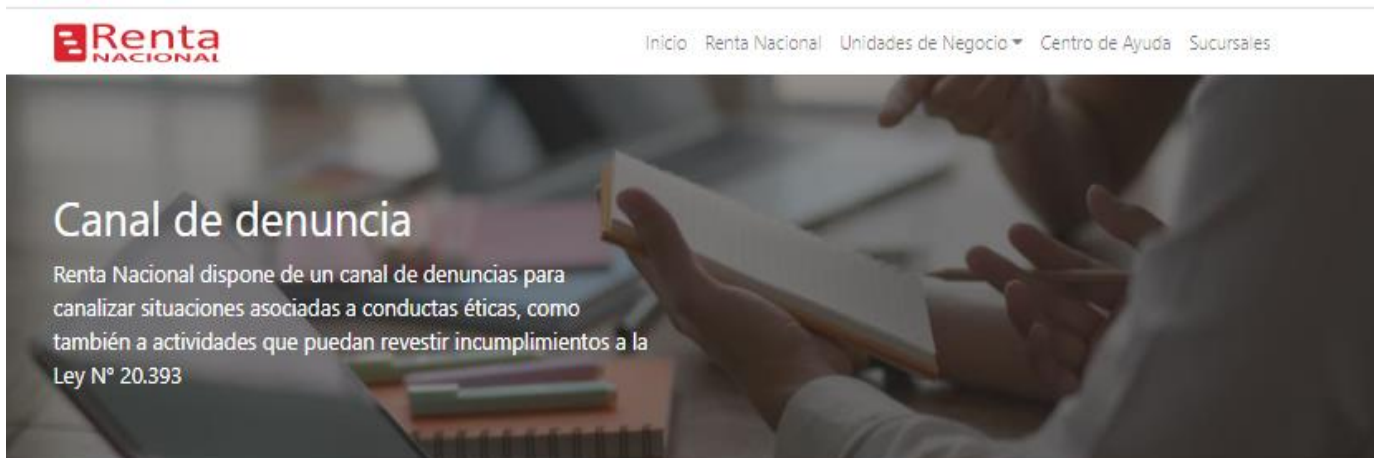 Renta
NACIONAL
Inicio Renta Nacional Unidades de Negocio Centro de Ayuda Sucursales
Canal de denuncia
Renta Nacional dispone de un canal de denuncias para
canalizar situaciones asociadas a conductas éticas, como
también a actividades que puedan revestir incumplimientos a la
Ley N° 20.393